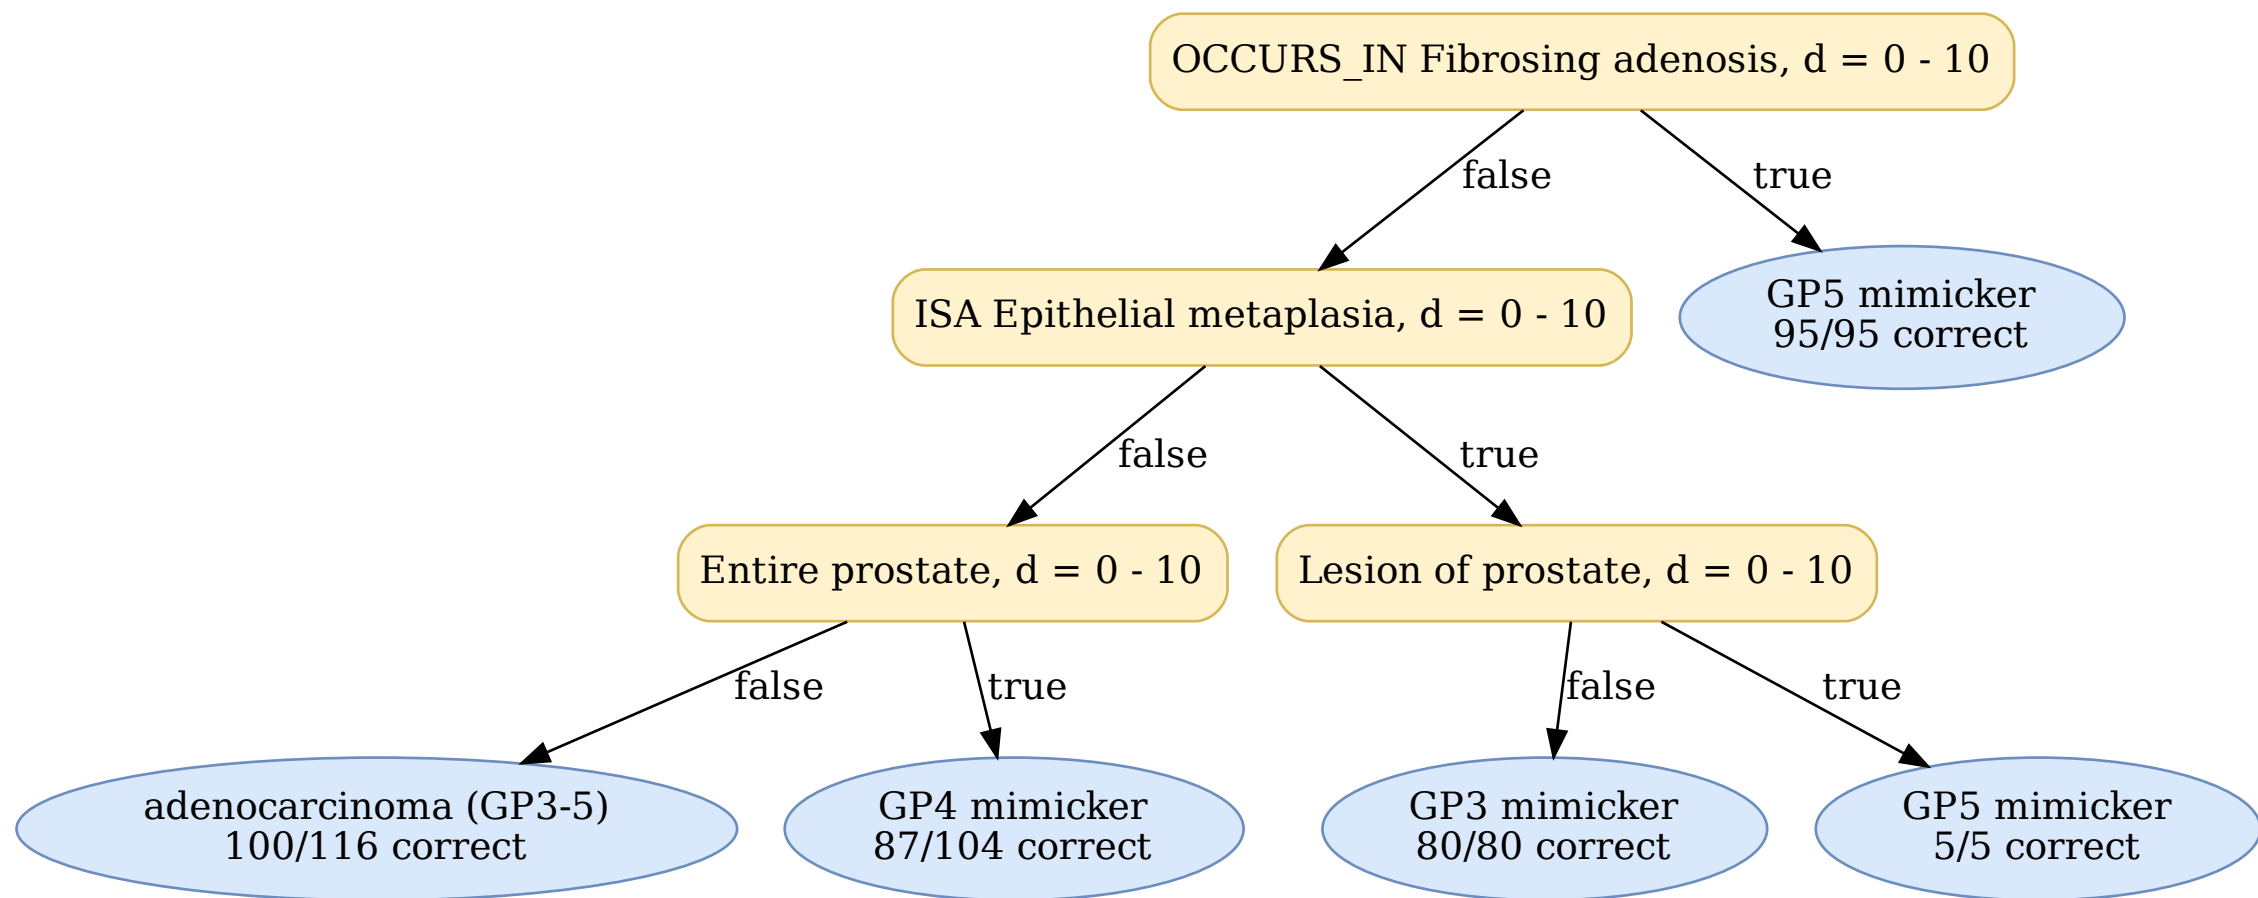 OCCURS_IN Fibrosing adenosis, d = 0 - 10
false
true
ISA Epithelial metaplasia, d = 0 - 10
GP5 mimicker
95/95 correct
false
true
Entire prostate, d = 0 - 10
Lesion of prostate, d = 0 - 10
false
true
false
true
adenocarcinoma (GP3-5)
100/116 correct
GP4 mimicker
87/104 correct
GP3 mimicker
80/80 correct
GP5 mimicker
5/5 correct